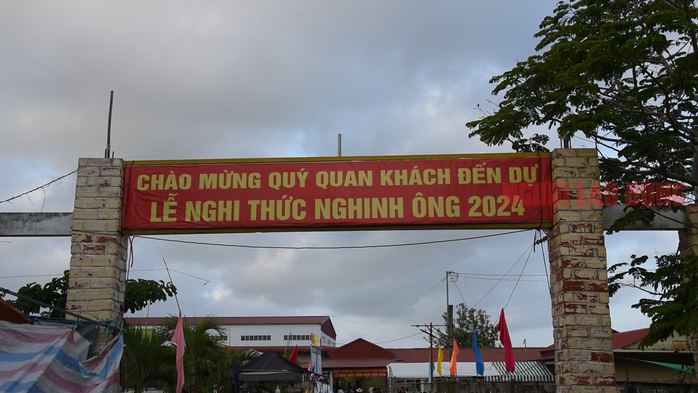 CHÀO MỪNG QUÝ QUAN KHÁCH ĐẾN DỰ
LỄ NGHI THỨC NGHINH ÔNG 2024
NGƯỜI LAO ĐỘNG